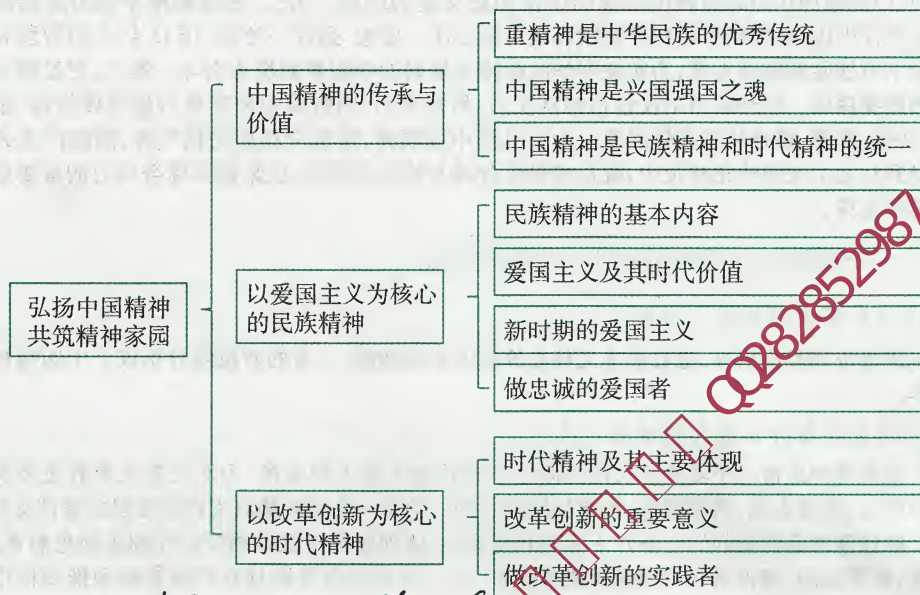 重精神是中华民族的优秀传统
中国精神的传承与
价值
中国精神是兴国强国之魂
中国精神是民族精神和时代精神的统一
弘扬中国精神
共筑精神家园
以爱国主义为核心
的民族精神
民族精神的基本内容
爱国主义及其时代价值
新时期的爱国主义
做忠诚的爱国者
以改革创新为核心
的时代精神
时代精神及其主要体现
改革创新的重要意义
做改革创新的实践者
QQ282852987